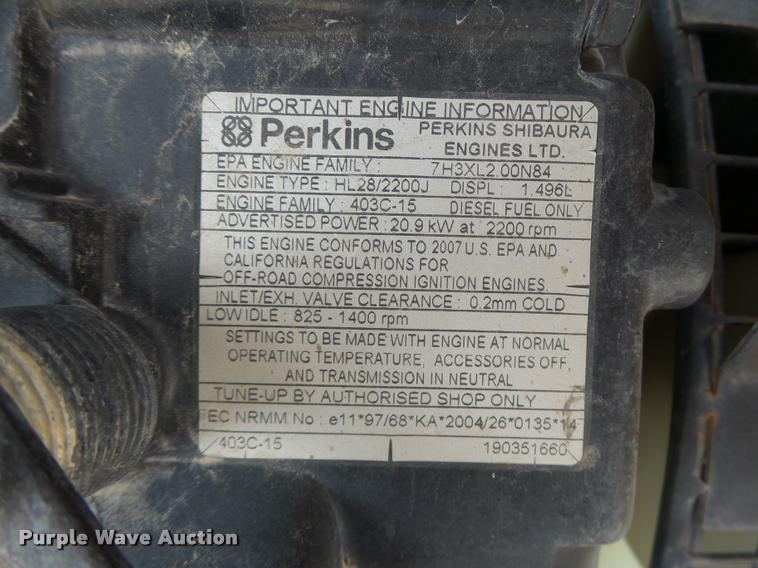 IMPORTANT ENGINE INFORMATION
Perkins PERKINS SHIBAURA
ENGINES LTD.
EPA ENGINE FAMILY : 7H3XL2.00N84
ENGINE TYPE : HL28/2200J DISPL : 1.496L
ENGINE FAMILY : 403C-15 DIESEL FUEL ONLY
ADVERTISED POWER : 20.9 kW at 2200 rpm
THIS ENGINE CONFORMS TO 2007 U.S. EPA AND
CALIFORNIA REGULATIONS FOR
OFF-ROAD COMPRESSION IGNITION ENGINES.
INLET/EXH. VALVE CLEARANCE : 0.2mm COLD
LOW IDLE : 825 - 1400 rpm
SETTINGS TO BE MADE WITH ENGINE AT NORMAL
OPERATING TEMPERATURE, ACCESSORIES OFF,
AND TRANSMISSION IN NEUTRAL
TUNE-UP BY AUTHORISED SHOP ONLY
EC NRMM No : e11*97/68*KA*2004/26*0135*14
403C-15 190351660
Purple Wave Auction